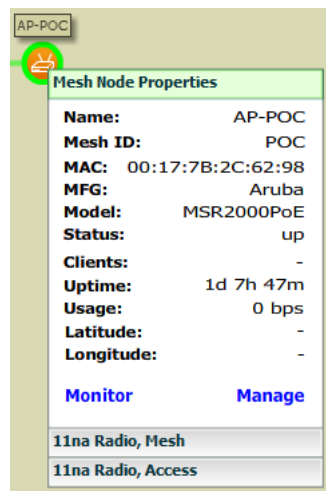 AP-POC
Mesh Node Properties
Name: AP-POC
Mesh ID: POC
MAC: 00:17:7B:2C:62:98
MFG: Aruba
Model: MSR2000PoE
Status: up
Clients: -
Uptime: 1d 7h 47m
Usage: 0 bps
Latitude: -
Longitude: -
Monitor Manage
11na Radio, Mesh
11na Radio, Access